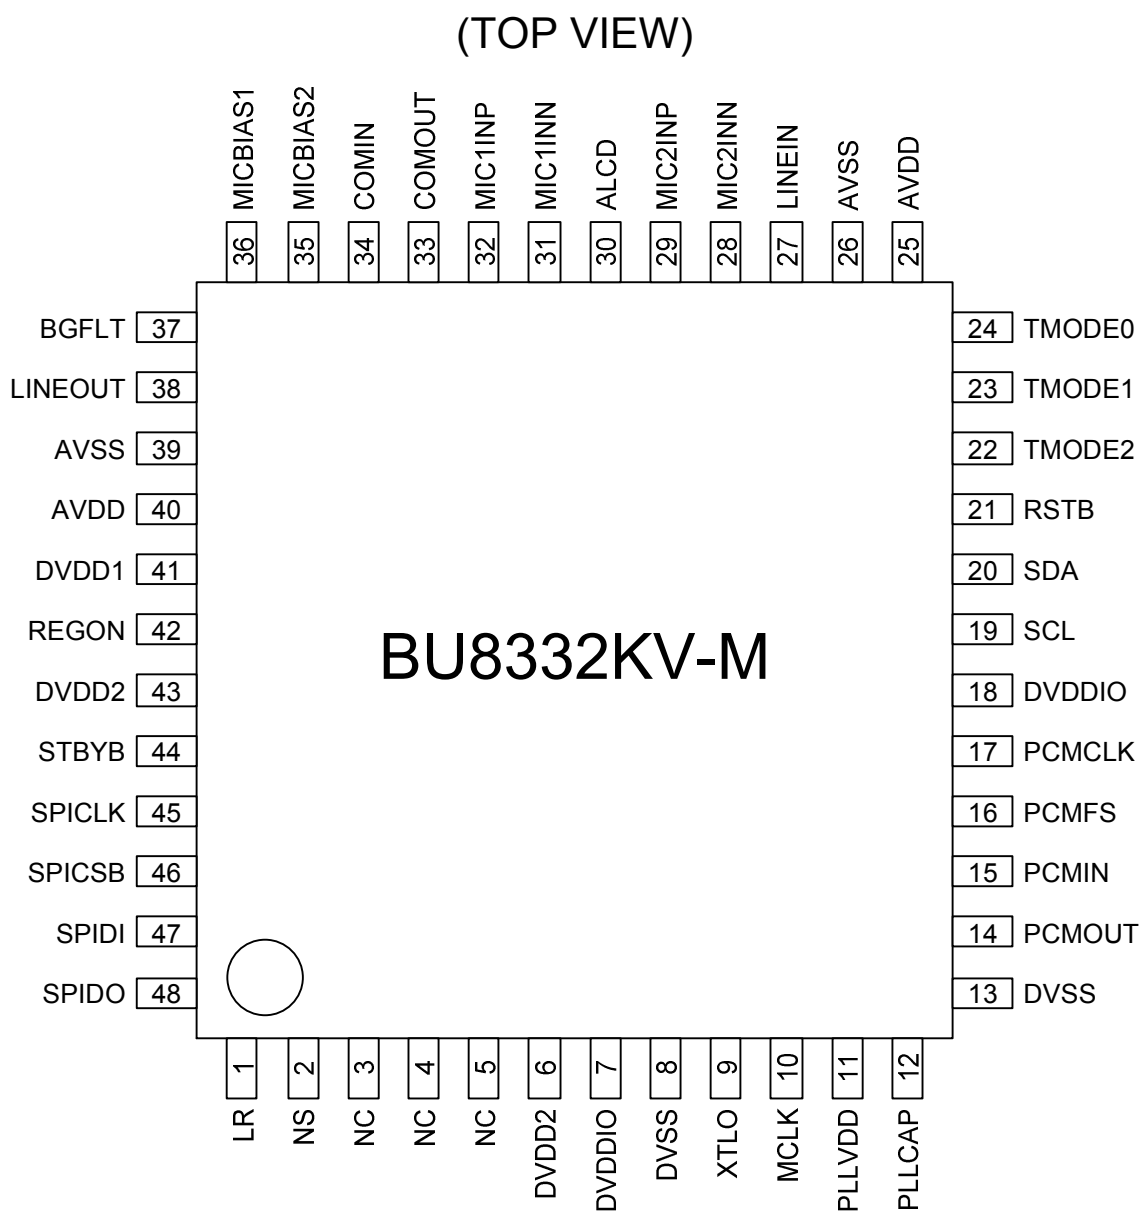 (TOP VIEW)
MICBIAS1
MICBIAS2
COMIN
COMOUT
MIC1INP
MIC1INN
ALCD
MIC2INP
MIC2INN
LINEIN
AVSS
AVDD
36
35
34
33
32
31
30
29
28
27
26
25
BGFLT 37
LINEOUT 38
AVSS 39
AVDD 40
DVDD1 41
REGON 42
DVDD2 43
STBYB 44
SPICLK 45
SPICSB 46
SPIDI 47
SPIDO 48
BU8332KV-M
24 TMODE0
23 TMODE1
22 TMODE2
21 RSTB
20 SDA
19 SCL
18 DVDDIO
17 PCMCLK
16 PCMFS
15 PCMIN
14 PCMOUT
13 DVSS
1
2
3
4
5
6
7
8
9
10
11
12
LR
NS
NC
NC
NC
DVDD2
DVDDIO
DVSS
XTLO
MCLK
PLLVDD
PLLCAP